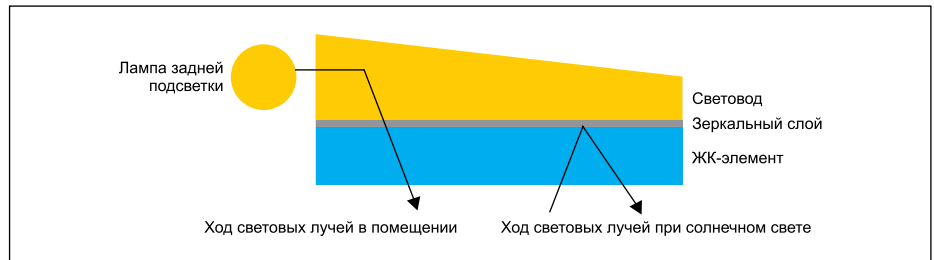 Лампа задней
подсветки
Световод
Зеркальный слой
ЖК-элемент
Ход световых лучей в помещении
Ход световых лучей при солнечном свете